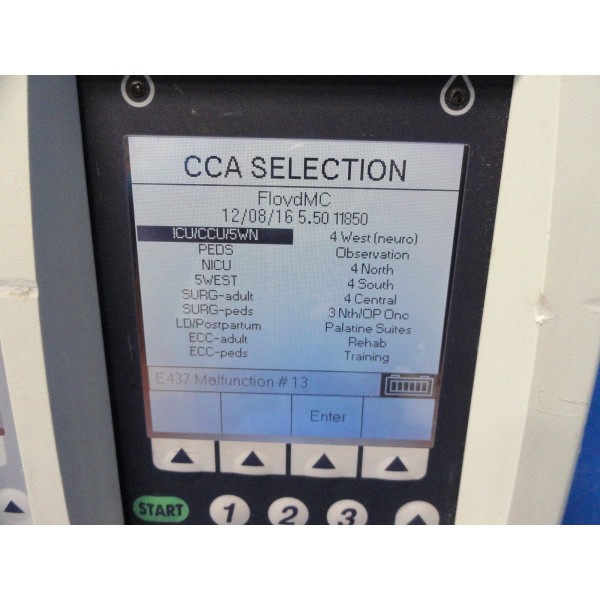 CCA SELECTION
FloydMC
12/08/16 5.50 11850
ICU/CCU/5WN
PEDS
NICU
5WEST
SURG-adult
SURG-peds
LD/Postpartum
ECC-adult
ECC-peds
4 West (neuro)
Observation
4 North
4 South
4 Central
3 Nth/OP Onc
Palatine Suites
Rehab
Training
E437 Malfunction # 13
Enter
START
1
2
3